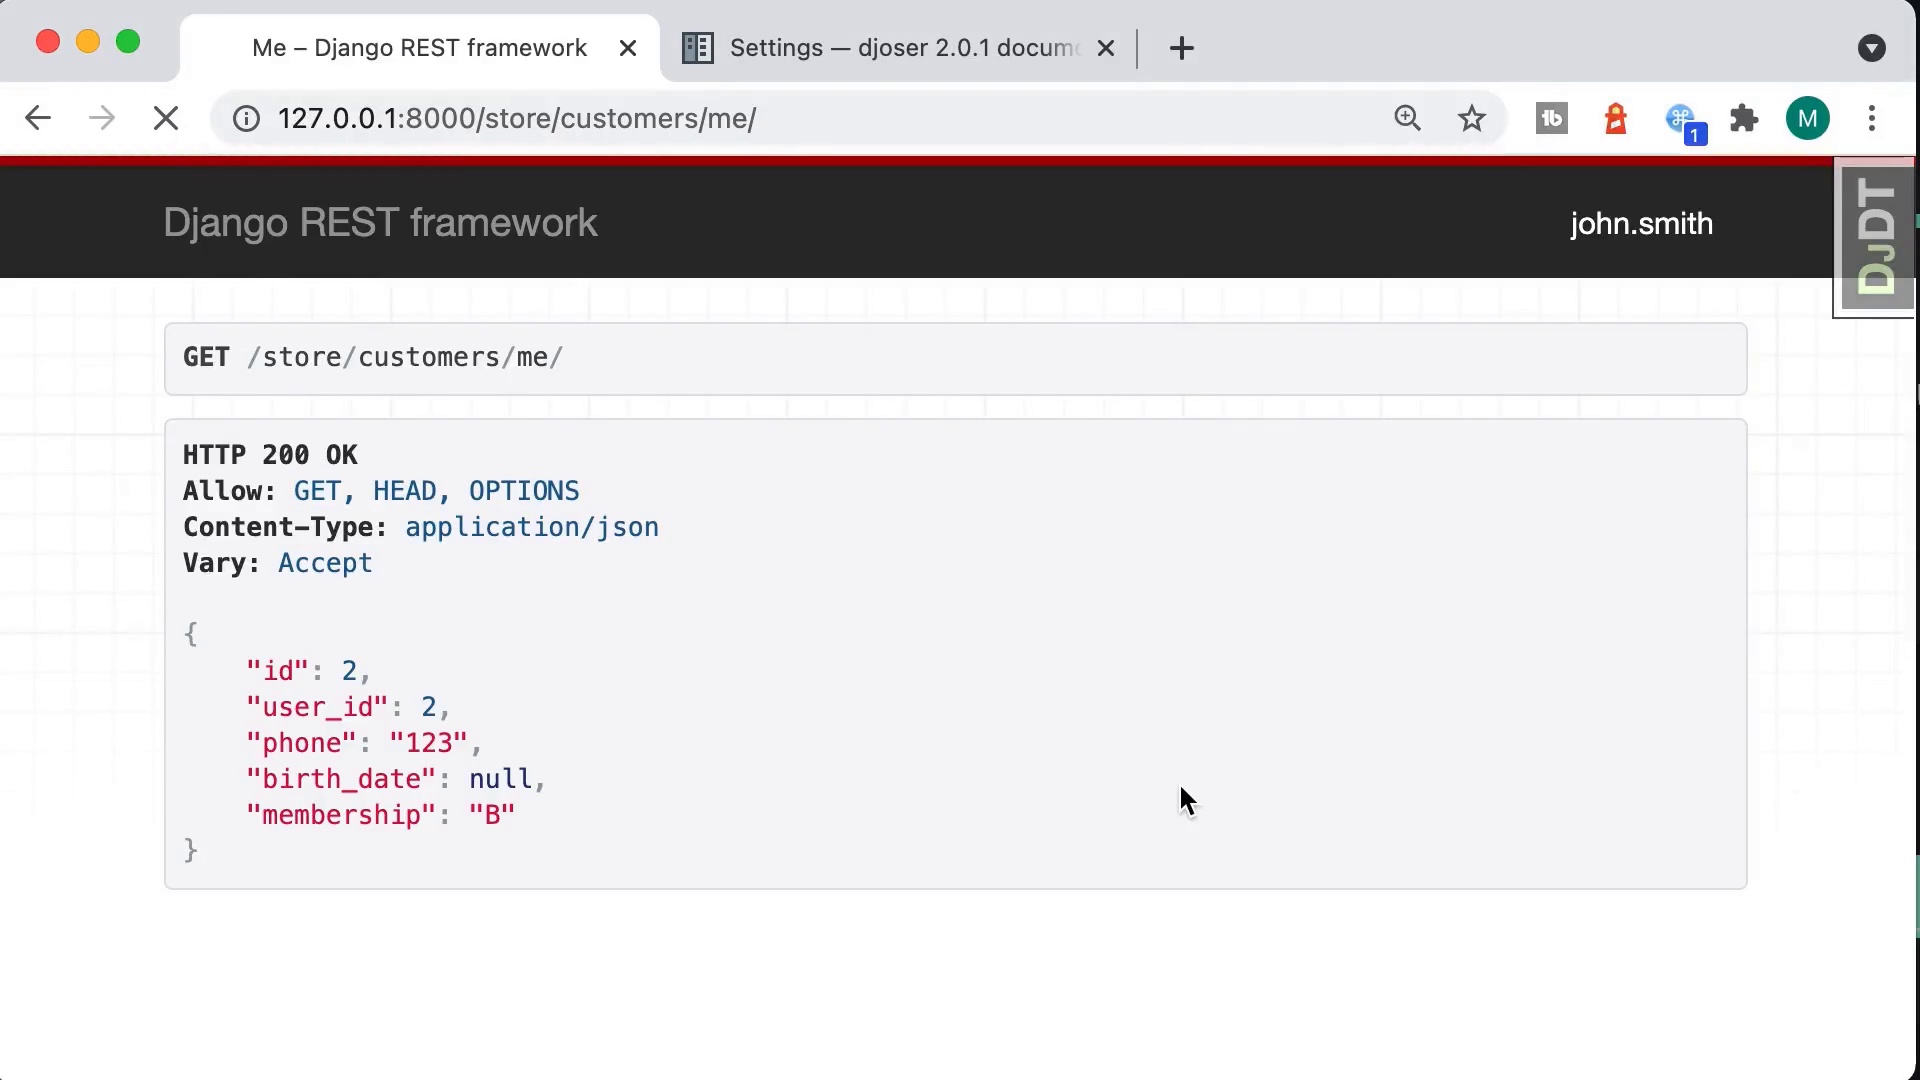 Me – Django REST framework
Settings — djoser 2.0.1 docum
127.0.0.1:8000/store/customers/me/
tb
1
M
Django REST framework
john.smith
DJDT
GET /store/customers/me/
HTTP 200 OK
Allow: GET, HEAD, OPTIONS
Content-Type: application/json
Vary: Accept
{
"id": 2,
"user_id": 2,
"phone": "123",
"birth_date": null,
"membership": "B"
}